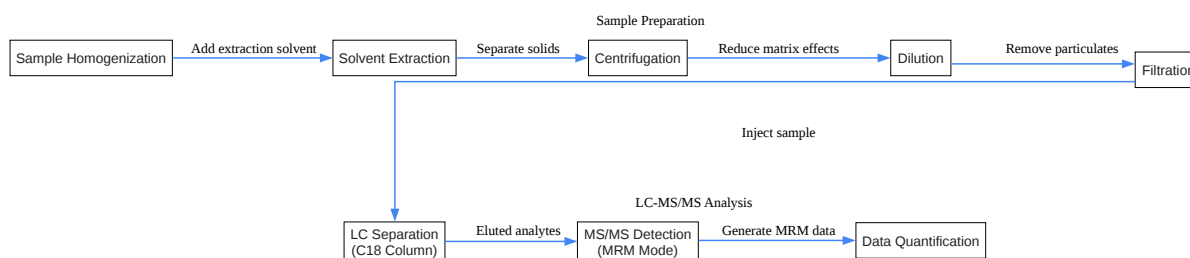 Sample Preparation
Sample Homogenization
Add extraction solvent
Solvent Extraction
Separate solids
Centrifugation
Reduce matrix effects
Dilution
Remove particulates
Filtration
Inject sample
LC-MS/MS Analysis
LC Separation
(C18 Column)
Eluted analytes
MS/MS Detection
(MRM Mode)
Generate MRM data
Data Quantification